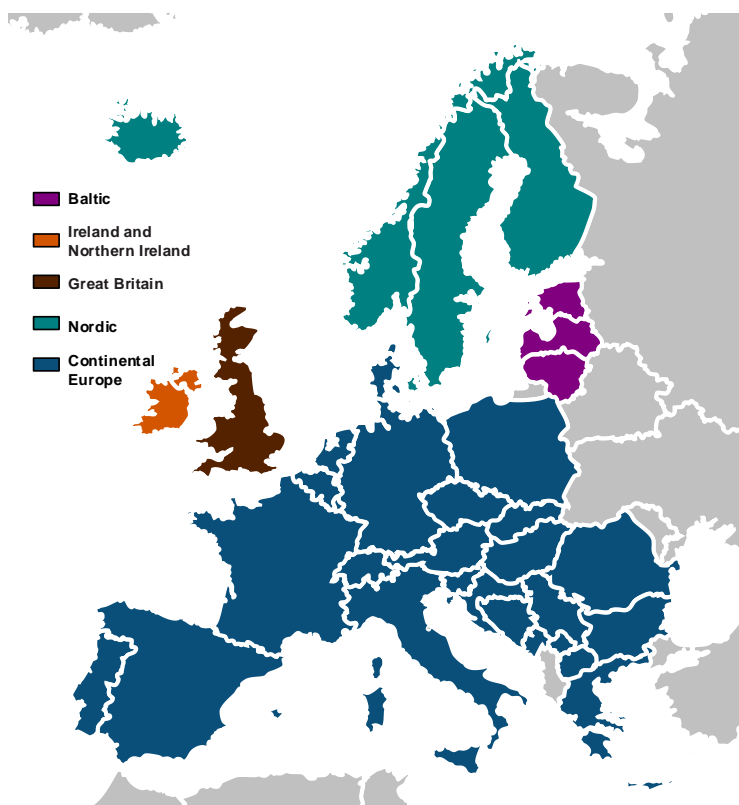 Baltic
Ireland and
Northern Ireland
Great Britain
Nordic
Continental
Europe